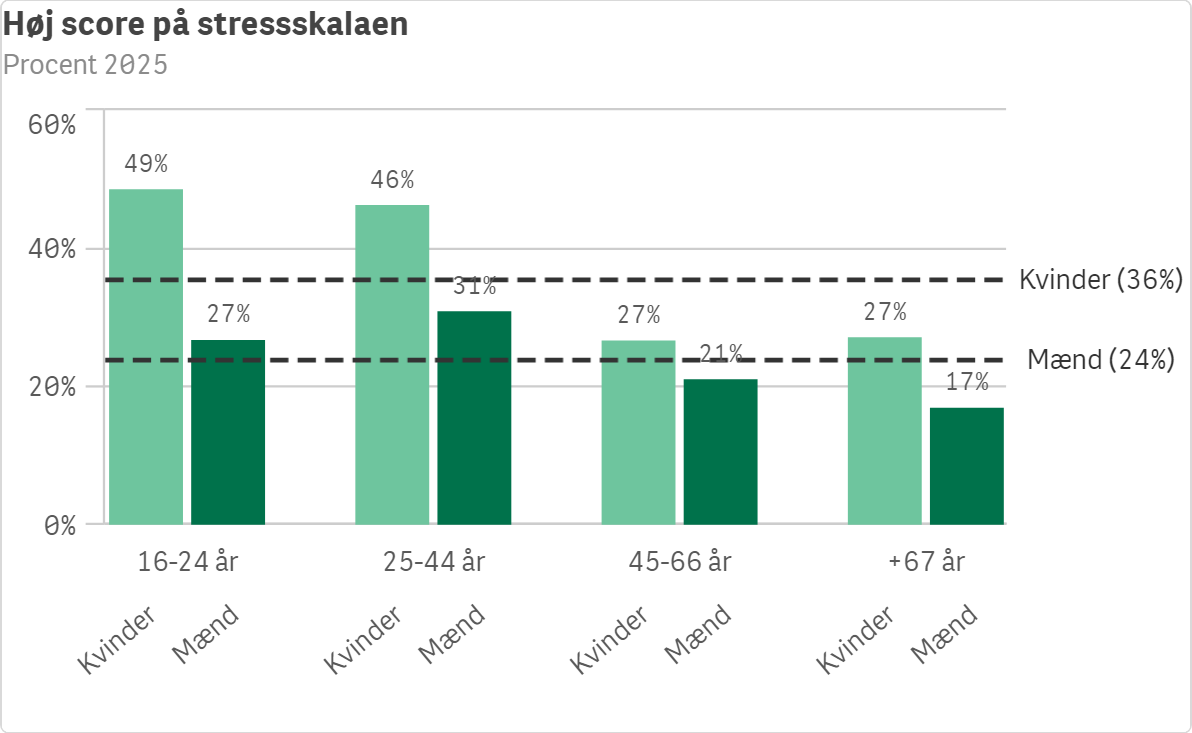 Høj score på stressskalaen
Procent 2025
60%
49%
46%
40%
Kvinder (36%)
31%
27%
27%
27%
21%
Mænd (24%)
20%
17%
0%
16-24 år
25-44 år
45-66 år
+67 år
Kvinder
Mænd
Kvinder
Mænd
Kvinder
Mænd
Kvinder
Mænd